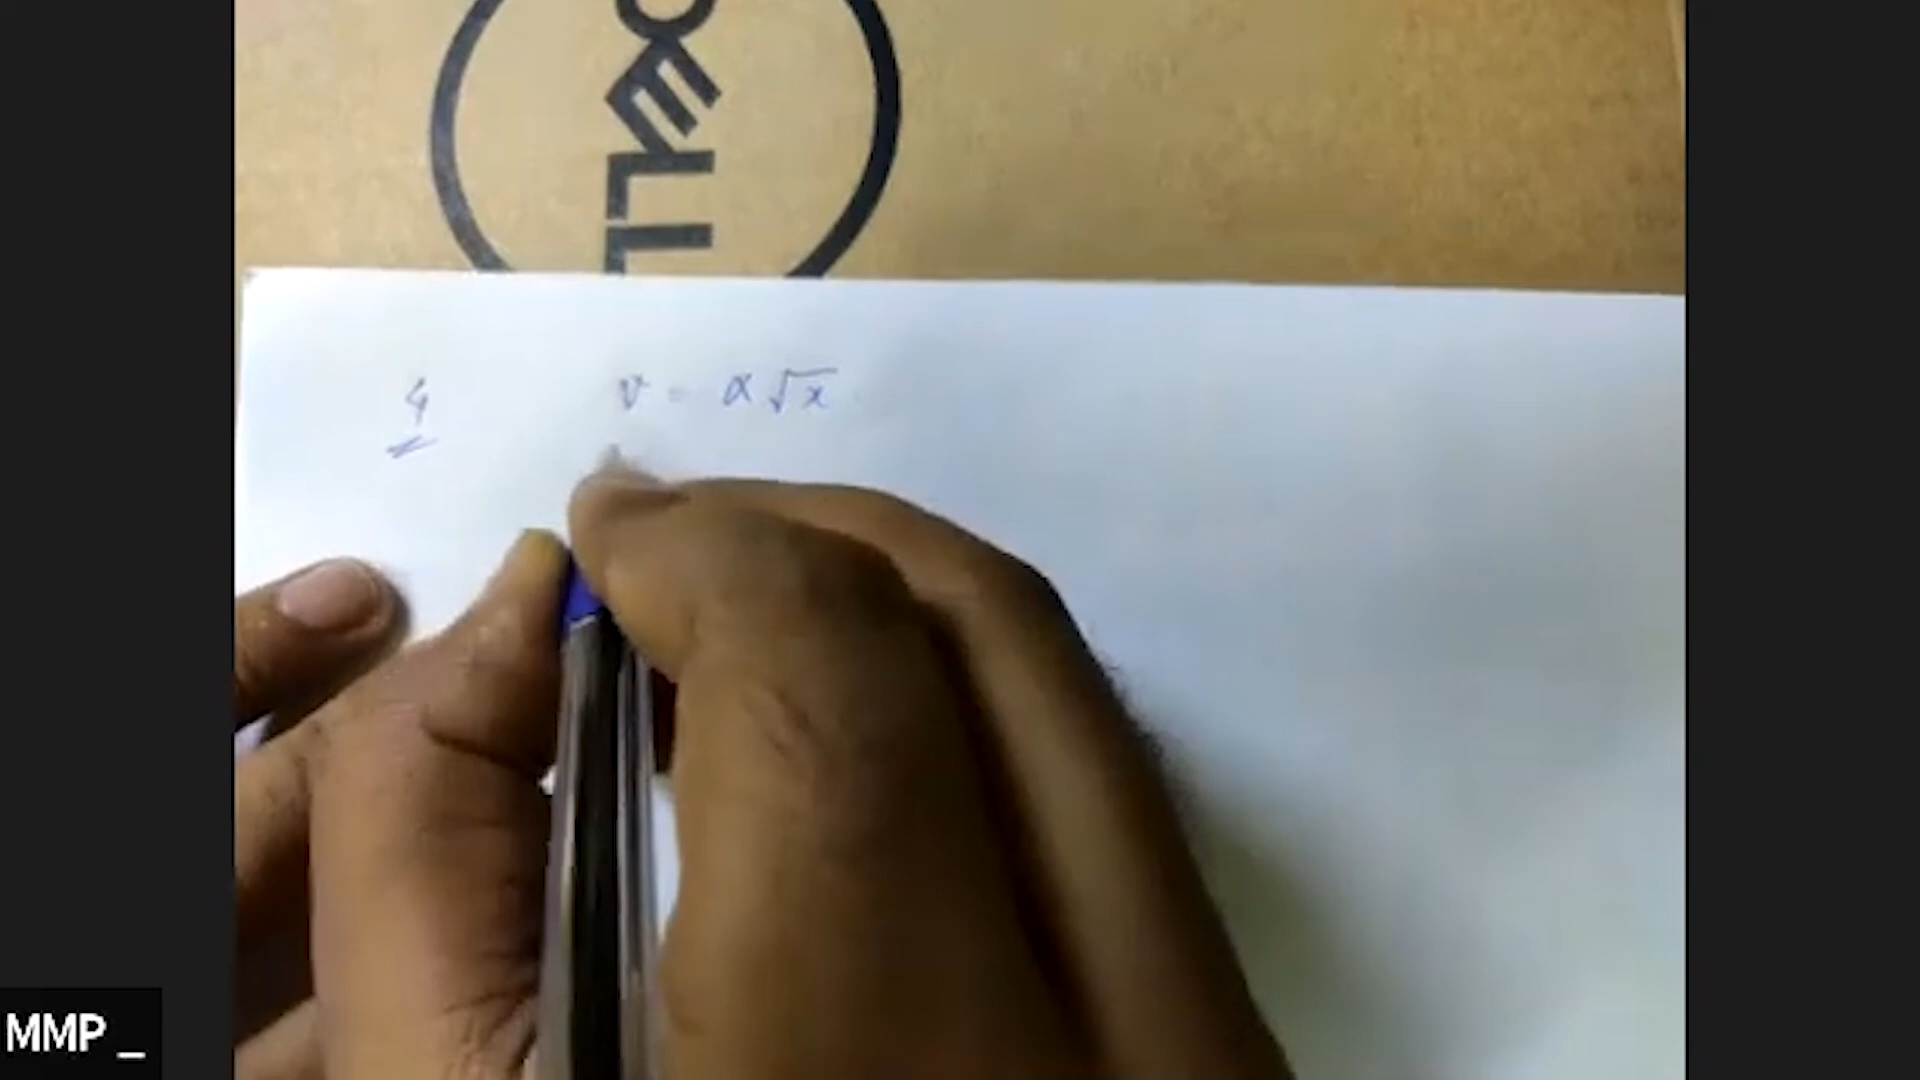 DELL
4 v = α √x
MMP _